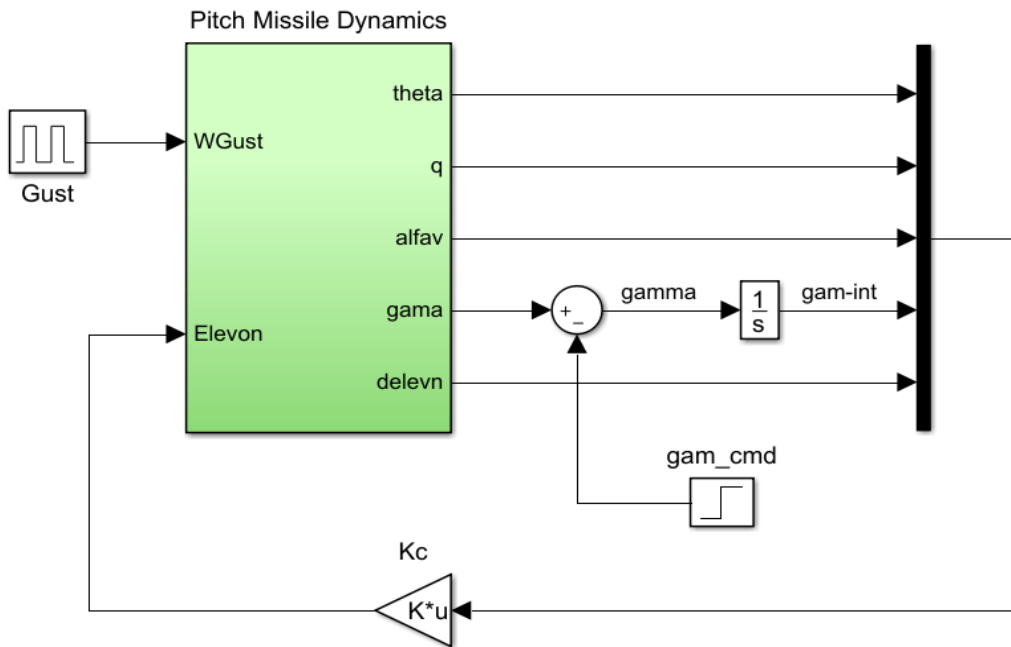 Pitch Missile Dynamics
theta
WGust
q
Gust
alfav
gamma
gam-int
gama
+
_
1
s
Elevon
delevn
gam_cmd
Kc
K*u